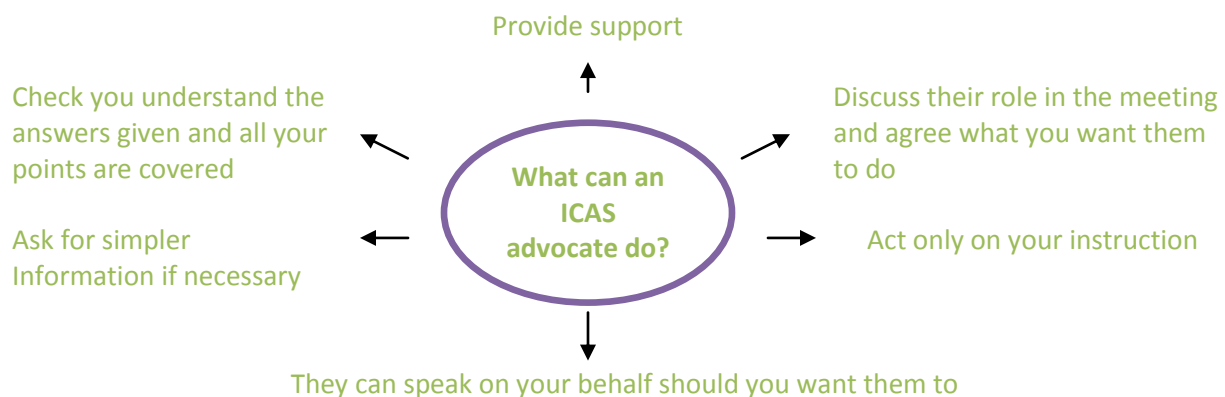 Provide support
Check you understand the
answers given and all your
points are covered
Discuss their role in the meeting
and agree what you want them
to do
What can an
ICAS
advocate do?
Ask for simpler
Information if necessary
Act only on your instruction
They can speak on your behalf should you want them to